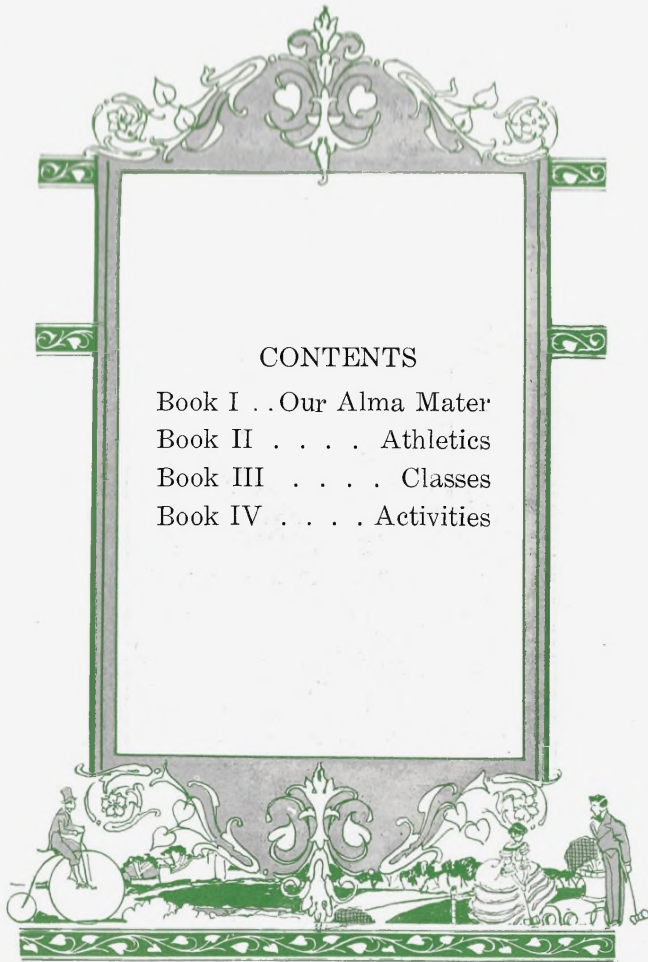 CONTENTS
Book I . . Our Alma Mater
Book II . . . . Athletics
Book III . . . . Classes
Book IV . . . . Activities